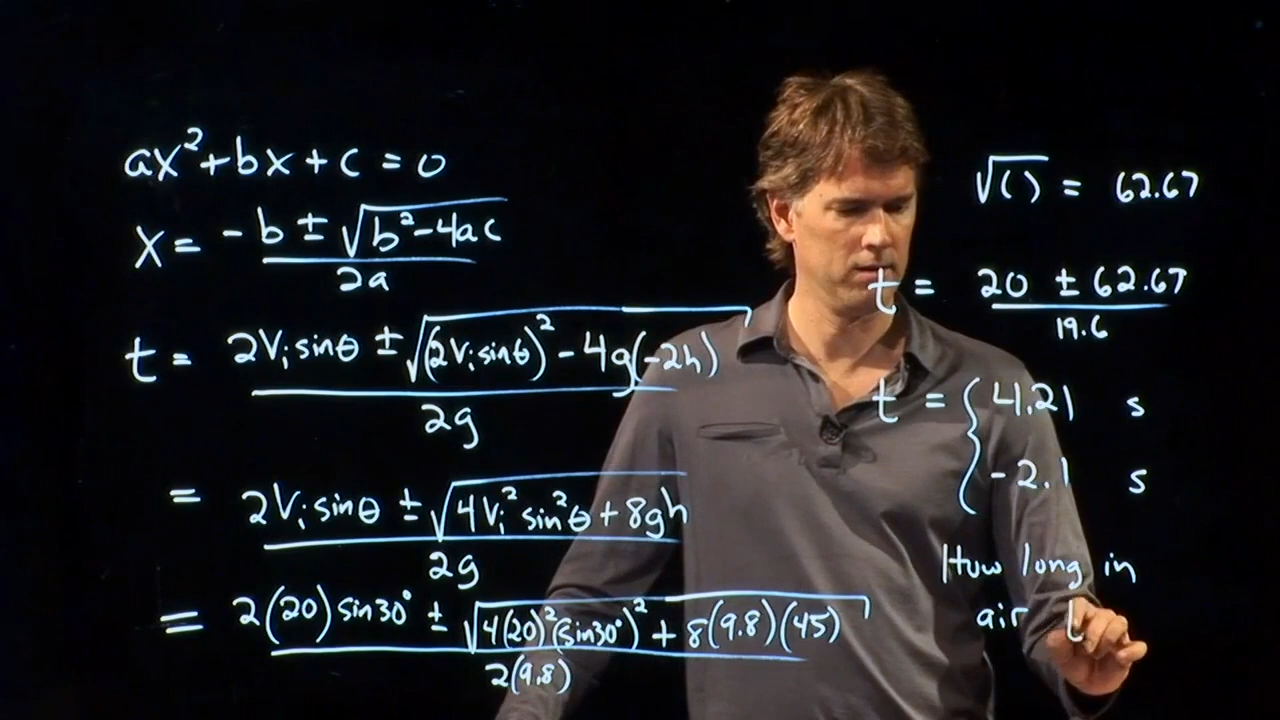 ax²+bx+c=0
x = -b ± √(b²-4ac) / 2a
t = 2Vᵢ sinθ ± √((2Vᵢ sinθ)² - 4g(-2h)) / 2g
= 2Vᵢ sinθ ± √(4Vᵢ² sin²θ + 8gh) / 2g
= 2(20) sin30° ± √(4(20)²(sin30°)² + 8(9.8)(45)) / 2(9.8)
√( ) = 62.67
t = 20 ± 62.67 / 19.6
t = { 4.21 s
-2.1 s
How long in
air